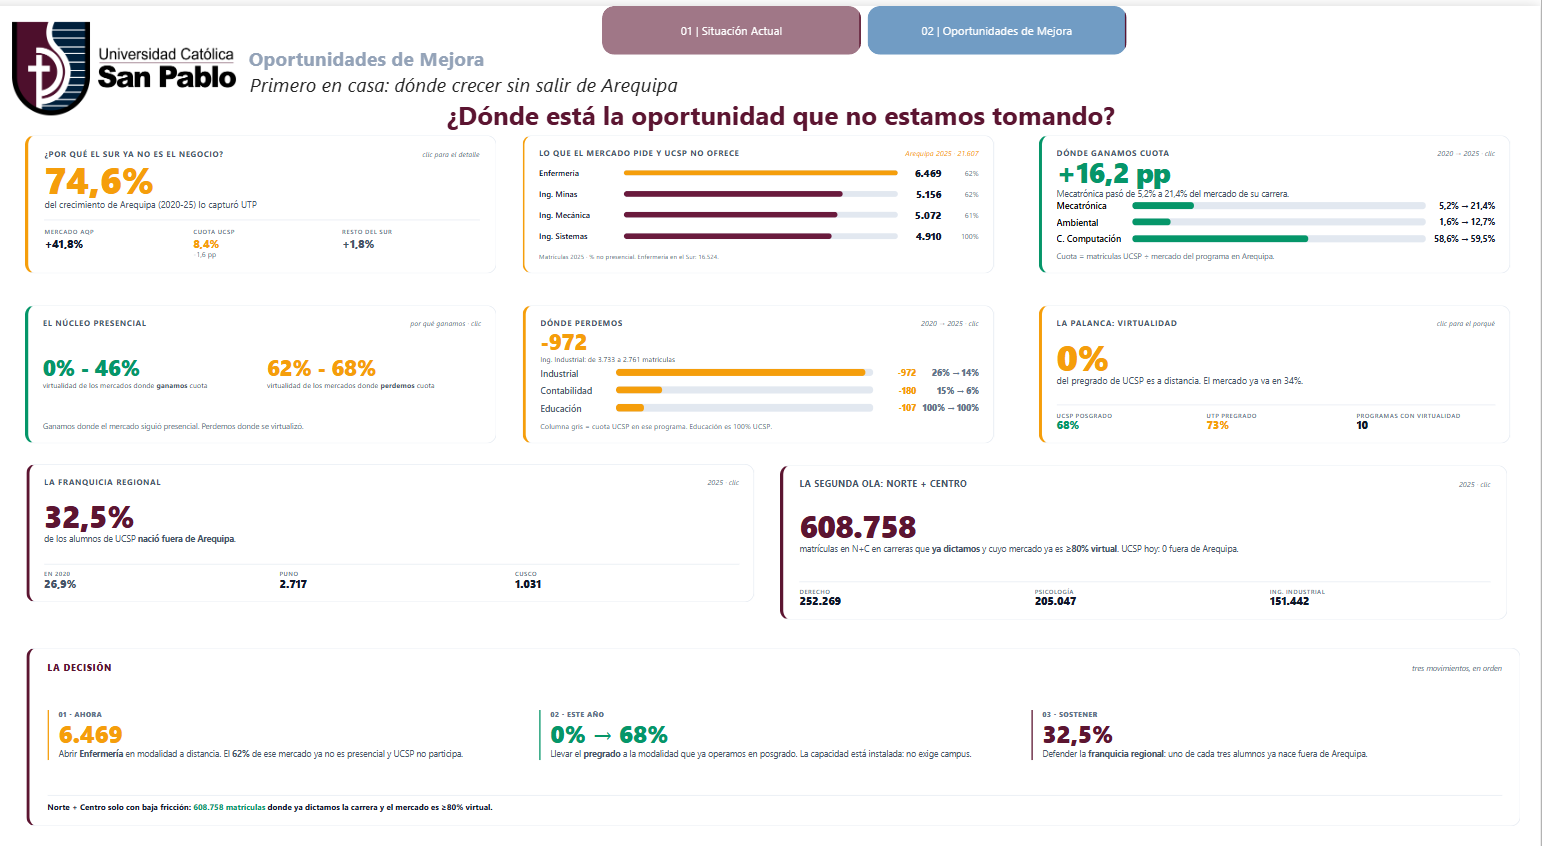 01 | Situación Actual
02 | Oportunidades de Mejora
Universidad Católica
San Pablo
Oportunidades de Mejora
Primero en casa: dónde crecer sin salir de Arequipa
¿Dónde está la oportunidad que no estamos tomando?
¿POR QUÉ EL SUR YA NO ES EL NEGOCIO?
clic para el detalle
74,6%
del crecimiento de Arequipa (2020-25) lo capturó UTP
MERCADO AQP
CUOTA UCSP
RESTO DEL SUR
+41,8%
8,4%
+1,8%
-1,6 pp
LO QUE EL MERCADO PIDE Y UCSP NO OFRECE
Arequipa 2025 · 21.607
Enfermería 6.469 62%
Ing. Minas 5.156 62%
Ing. Mecánica 5.072 61%
Ing. Sistemas 4.910 100%
Matrículas 2025 · % no presencial. Enfermería en el Sur: 16.524.
DÓNDE GANAMOS CUOTA
2020 → 2025 · clic
+16,2 pp
Mecatrónica pasó de 5,2% a 21,4% del mercado de su carrera.
Mecatrónica 5,2% → 21,4%
Ambiental 1,6% → 12,7%
C. Computación 58,6% → 59,5%
Cuota = matrículas UCSP ÷ mercado del programa en Arequipa.
EL NÚCLEO PRESENCIAL
por qué ganamos · clic
0% - 46%
62% - 68%
virtualidad de los mercados donde ganamos cuota
virtualidad de los mercados donde perdemos cuota
Ganamos donde el mercado siguió presencial. Perdemos donde se virtualizó.
DÓNDE PERDEMOS
2020 → 2025 · clic
-972
Ing. Industrial: de 3.733 a 2.761 matrículas
Industrial -972 26% → 14%
Contabilidad -180 15% → 6%
Educación -107 100% → 100%
Columna gris = cuota UCSP en ese programa. Educación es 100% UCSP.
LA PALANCA: VIRTUALIDAD
clic para el porqué
0%
del pregrado de UCSP es a distancia. El mercado ya va en 34%.
UCSP POSGRADO
UTP PREGRADO
PROGRAMAS CON VIRTUALIDAD
68%
73%
10
LA FRANQUICIA REGIONAL
2025 · clic
32,5%
de los alumnos de UCSP nació fuera de Arequipa.
EN 2020
PUNO
CUSCO
26,9%
2.717
1.031
LA SEGUNDA OLA: NORTE + CENTRO
2025 · clic
608.758
matrículas en N+C en carreras que ya dictamos y cuyo mercado ya es ≥80% virtual. UCSP hoy: 0 fuera de Arequipa.
DERECHO
PSICOLOGÍA
ING. INDUSTRIAL
252.269
205.047
151.442
LA DECISIÓN
tres movimientos, en orden
01 · AHORA
6.469
Abrir Enfermería en modalidad a distancia. El 62% de ese mercado ya no es presencial y UCSP no participa.
02 · ESTE AÑO
0% → 68%
Llevar el pregrado a la modalidad que ya operamos en posgrado. La capacidad está instalada: no exige campus.
03 · SOSTENER
32,5%
Defender la franquicia regional: uno de cada tres alumnos ya nace fuera de Arequipa.
Norte + Centro solo con baja fricción: 608.758 matrículas donde ya dictamos la carrera y el mercado es ≥80% virtual.